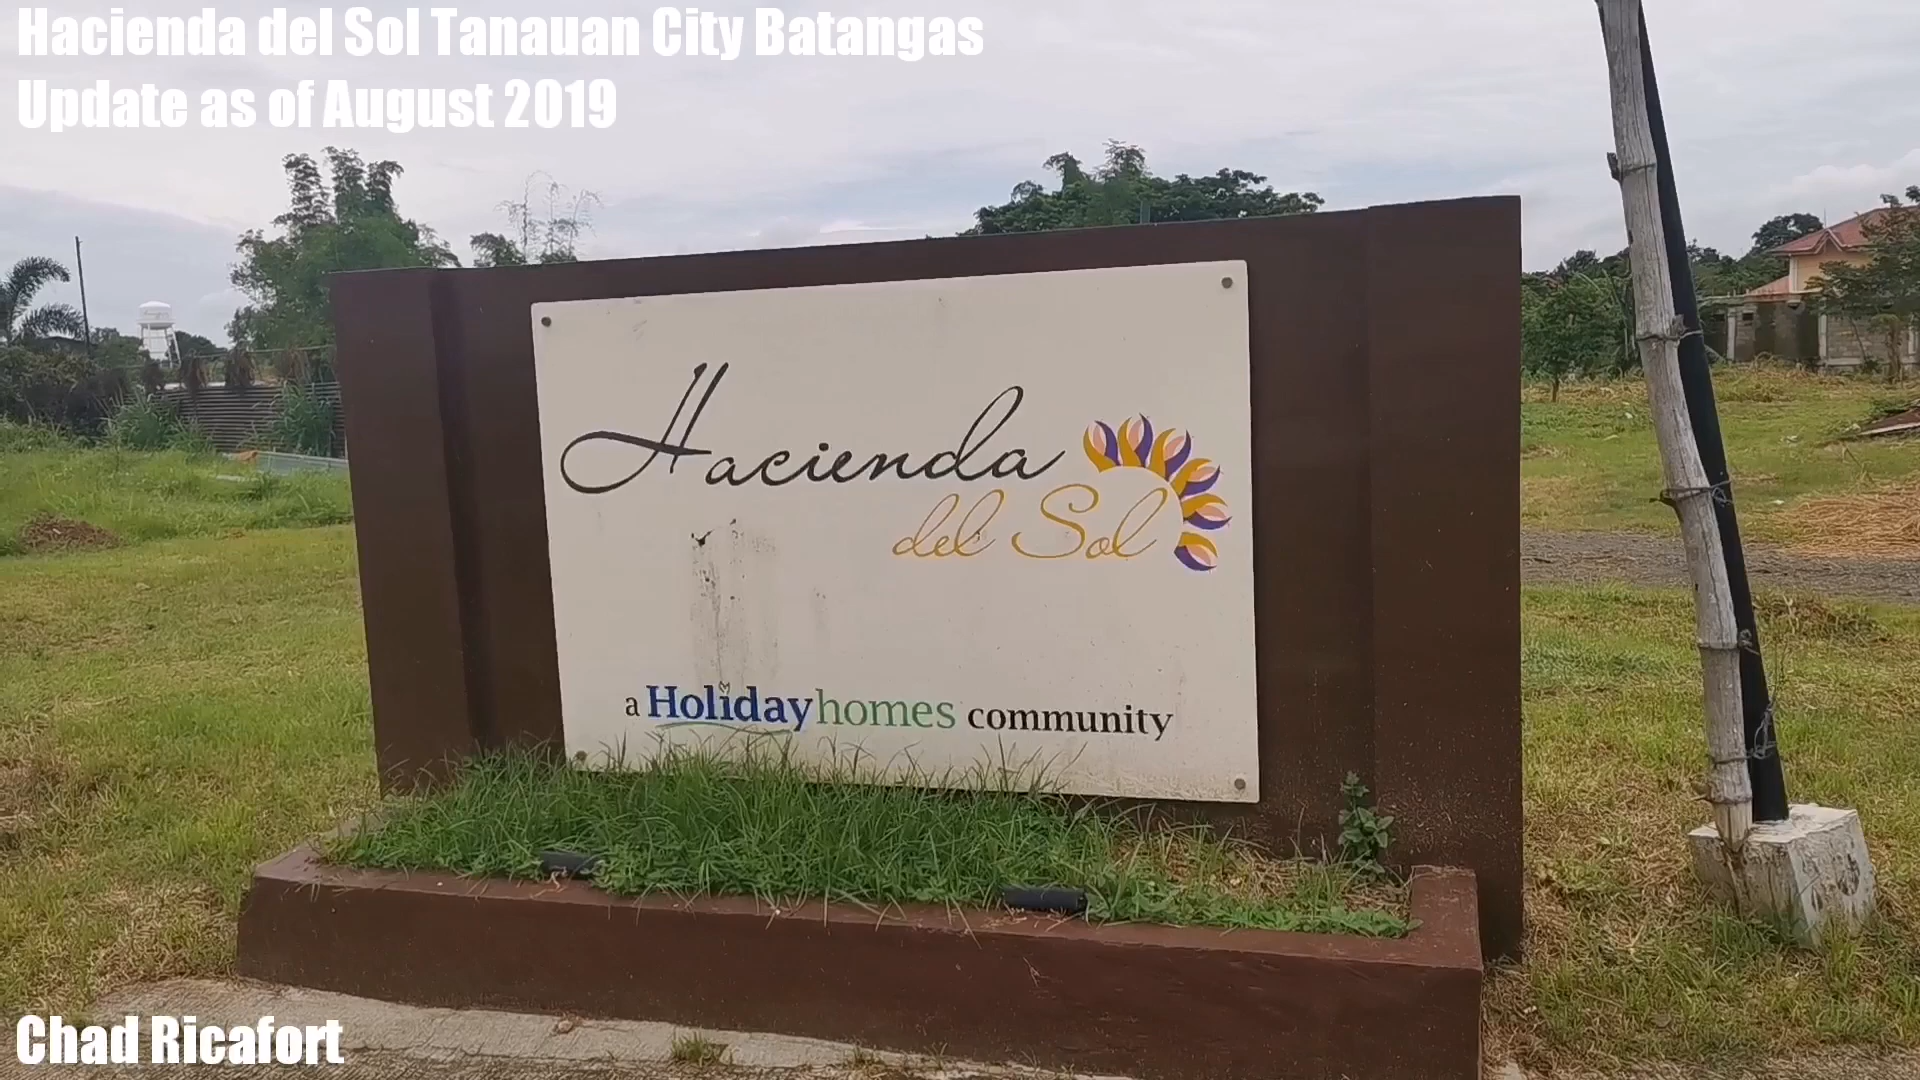 Hacienda del Sol Tanauan City Batangas
Update as of August 2019
Hacienda
del Sol
a Holidayhomes community
Chad Ricafort